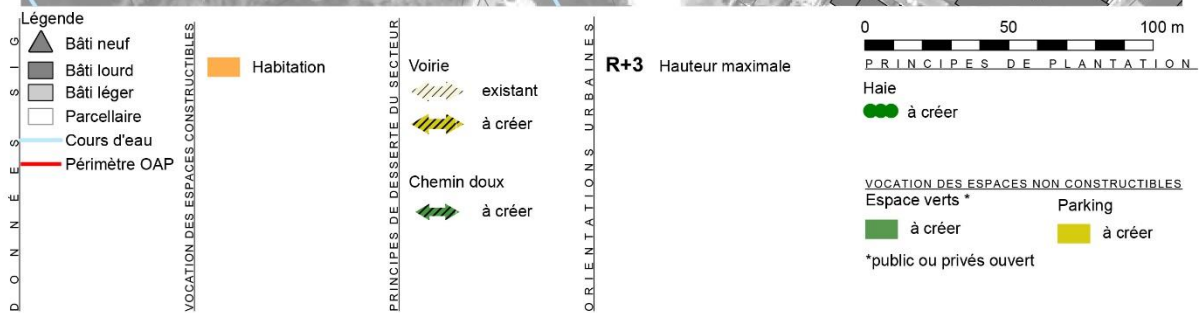 Légende
DONNÉES SIG
Bâti neuf
Bâti lourd
Bâti léger
Parcellaire
Cours d'eau
Périmètre OAP
VOCATION DES ESPACES CONSTRUCTIBLES
Habitation
PRINCIPES DE DESSERTE DU SECTEUR
Voirie
existant
à créer
Chemin doux
à créer
ORIENTATIONS URBAINES
R+3 Hauteur maximale
0 50 100 m
PRINCIPES DE PLANTATION
Haie
à créer
VOCATION DES ESPACES NON CONSTRUCTIBLES
Espace verts *
à créer
Parking
à créer
*public ou privés ouvert